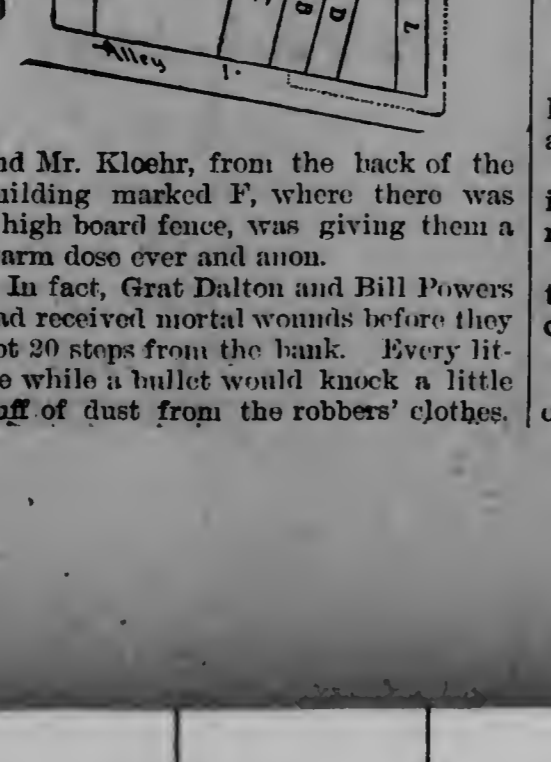 B
D
2
Alley
1.
nd Mr. Kloehr, from the back of the
uilding marked F, where there was
high board fence, was giving them a
arm dose ever and anon.
In fact, Grat Dalton and Bill Powers
ad received mortal wounds before they
ot 20 steps from the bank. Every lit-
e while a bullet would knock a little
uff of dust from the robbers' clothes.